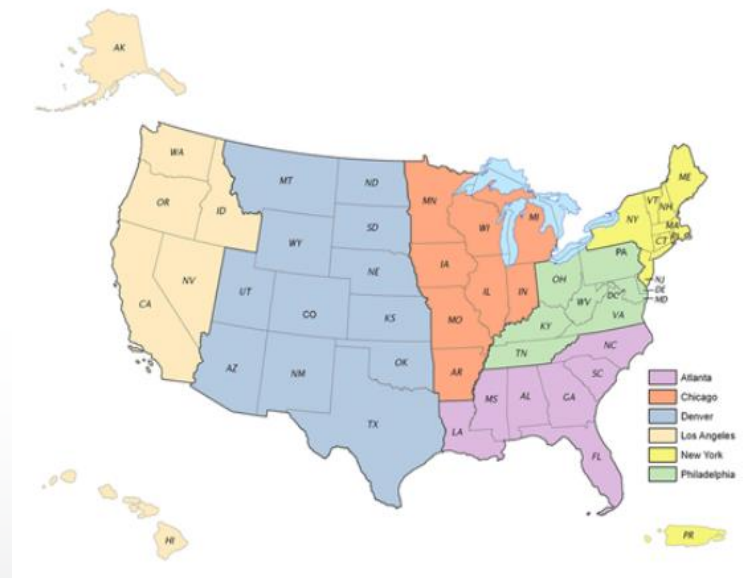 AK
WA
MT
ND
ME
OR
ID
MN
VT
NH
SD
WI
MI
NY
MA
WY
CT
RI
IA
PA
NE
NV
UT
OH
NJ
IL
IN
DE
CA
CO
DC
MD
WV
KS
MO
VA
KY
NC
TN
OK
AZ
NM
AR
SC
MS
AL
GA
TX
LA
FL
Atlanta
Chicago
Denver
Los Angeles
New York
Philadelphia
HI
PR